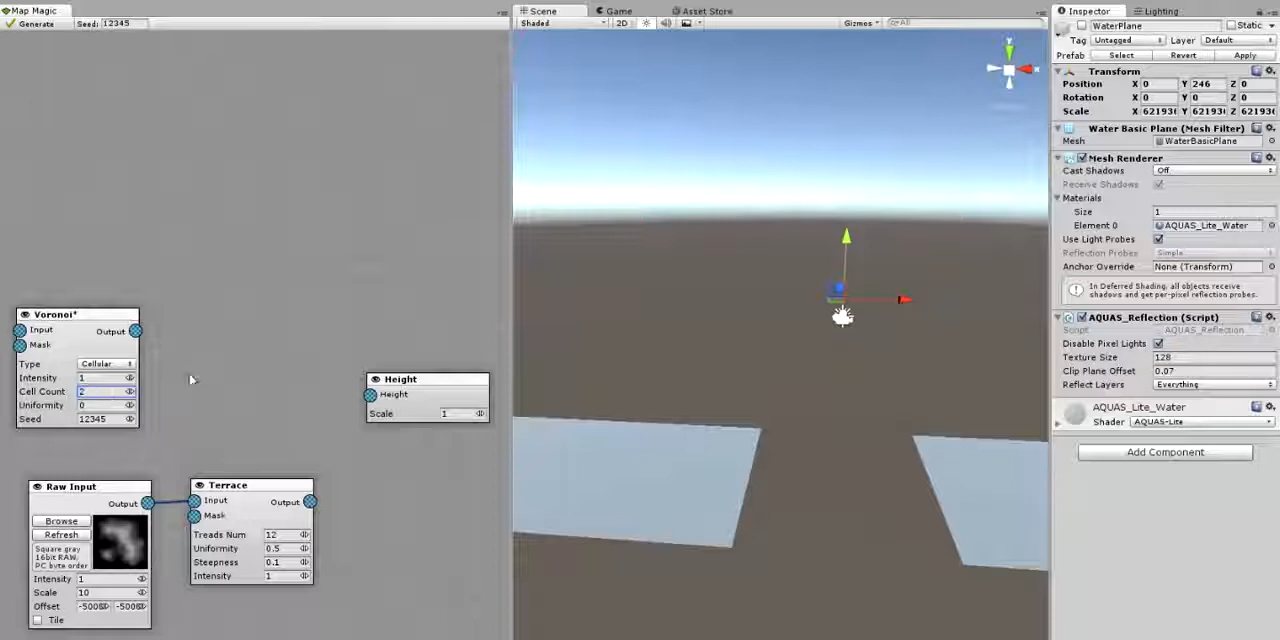 Map Magic
Generate Seed: 12345
Voronoi*
Input Output
Mask
Type Cellular
Intensity 1
Cell Count 2
Uniformity 0
Seed 12345
Height
Height
Scale 1
Raw Input
Output
Browse
Refresh
Square gray
16bit RAW,
PC byte order
Intensity 1
Scale 10
Offset
Tile
Terrace
Input Output
Mask
Treads Num 12
Uniformity 0.5
Steepness 0.1
Intensity 1
Scene Game Asset Store
Shaded 2D Gizmos All
y
x
Inspector Lighting
WaterPlane Static
Tag Untagged Layer Default
Prefab Select Revert Apply
Transform
Position X 0 Y 246 Z 0
Rotation X 0 Y 0 Z 0
Scale X 62193 Y 62193 Z 62193
Water Basic Plane (Mesh Filter)
Mesh WaterBasicPlane
Mesh Renderer
Cast Shadows Off
Receive Shadows
Materials
Size 1
Element 0 AQUAS_Lite_Water
Use Light Probes
Reflection Probes Simple
Anchor Override None (Transform)
In Deferred Shading, all objects receive
shadows and get per-pixel reflection probes.
AQUAS_Reflection (Script)
Script AQUAS_Reflection
Disable Pixel Lights
Texture Size 128
Clip Plane Offset 0.07
Reflect Layers Everything
AQUAS_Lite_Water
Shader AQUAS-Lite
Add Component